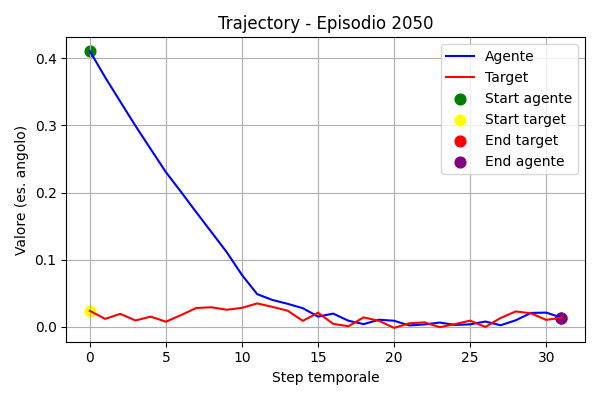 Trajectory - Episodio 2050
Valore (es. angolo)
0.4
0.3
0.2
0.1
0.0
Agente
Target
Start agente
Start target
End target
End agente
0 5 10 15 20 25 30
Step temporale